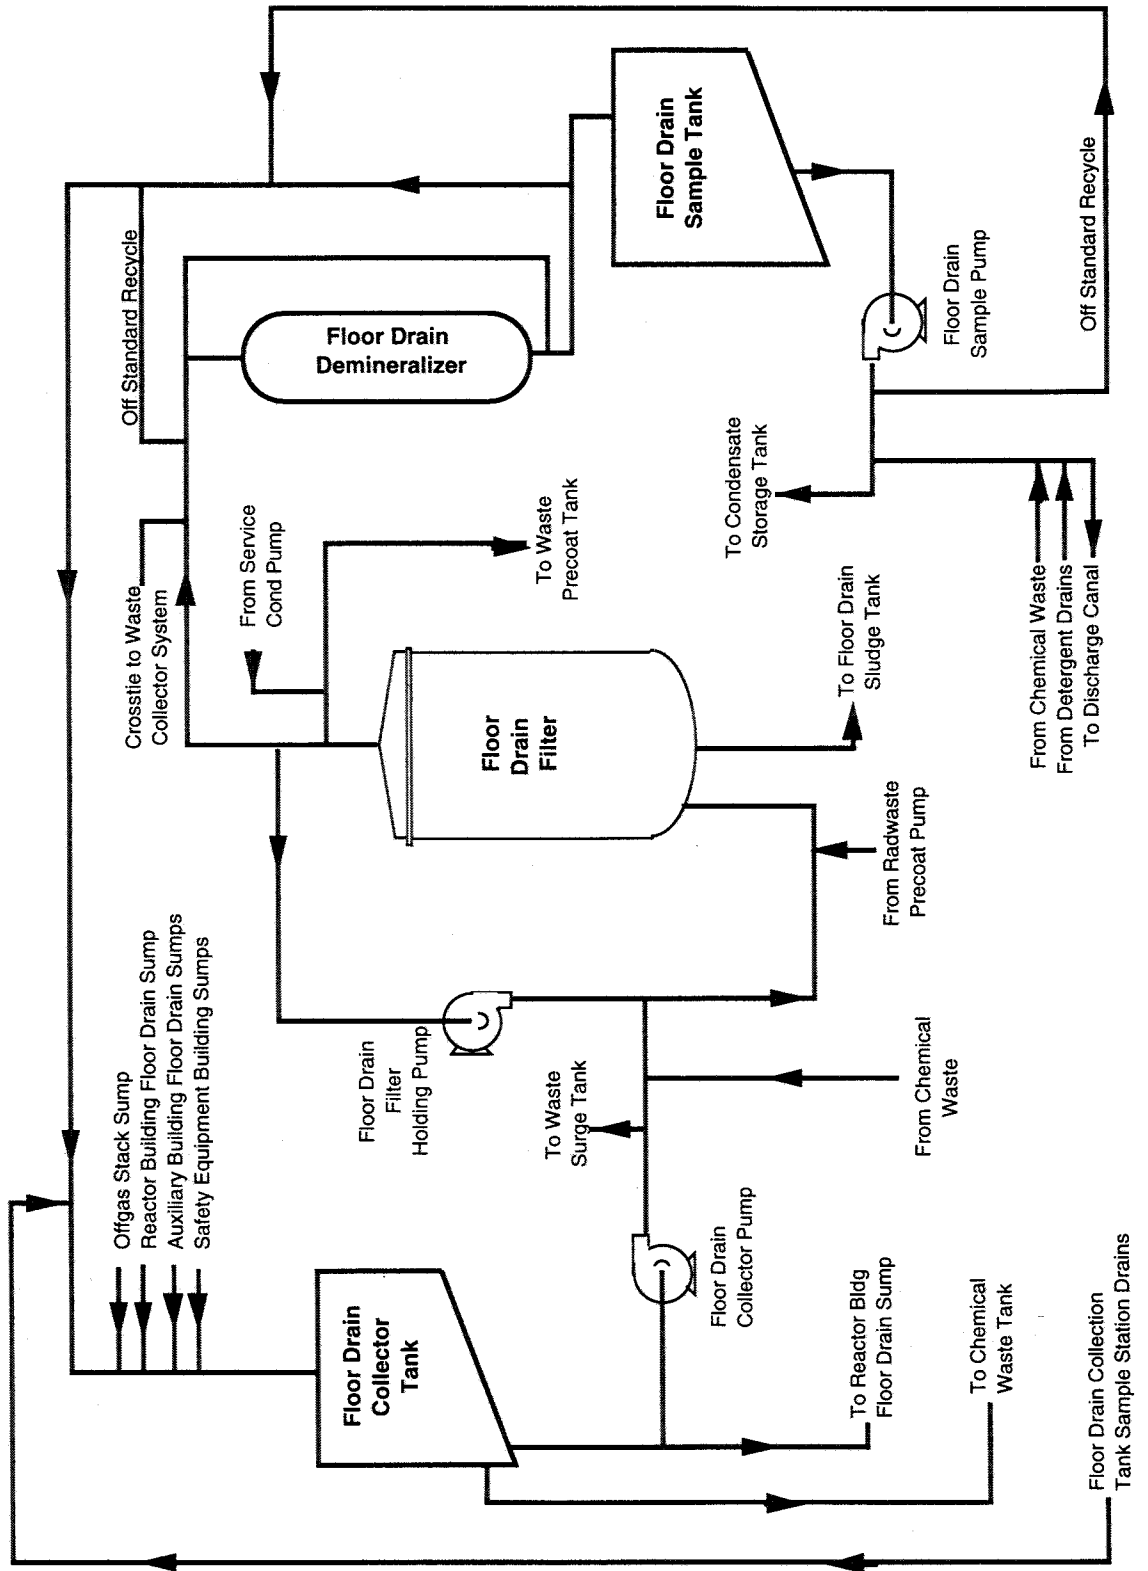 Floor Drain Collection
Tank Sample Station Drains
Offgas Stack Sump
Reactor Building Floor Drain Sump
Auxiliary Building Floor Drain Sumps
Safety Equipment Building Sumps
Floor Drain
Collector
Tank
To Reactor Bldg
Floor Drain Sump
To Chemical
Waste Tank
Floor Drain
Collector Pump
To Waste
Surge Tank
From Chemical
Waste
Floor Drain
Filter
Holding Pump
From Radwaste
Precoat Pump
Floor
Drain
Filter
To Floor Drain
Sludge Tank
Crosstie to Waste
Collector System
From Service
Cond Pump
To Waste
Precoat Tank
Off Standard Recycle
Floor Drain
Demineralizer
Floor Drain
Sample Tank
Floor Drain
Sample Pump
To Condensate
Storage Tank
From Chemical Waste
From Detergent Drains
To Discharge Canal
Off Standard Recycle